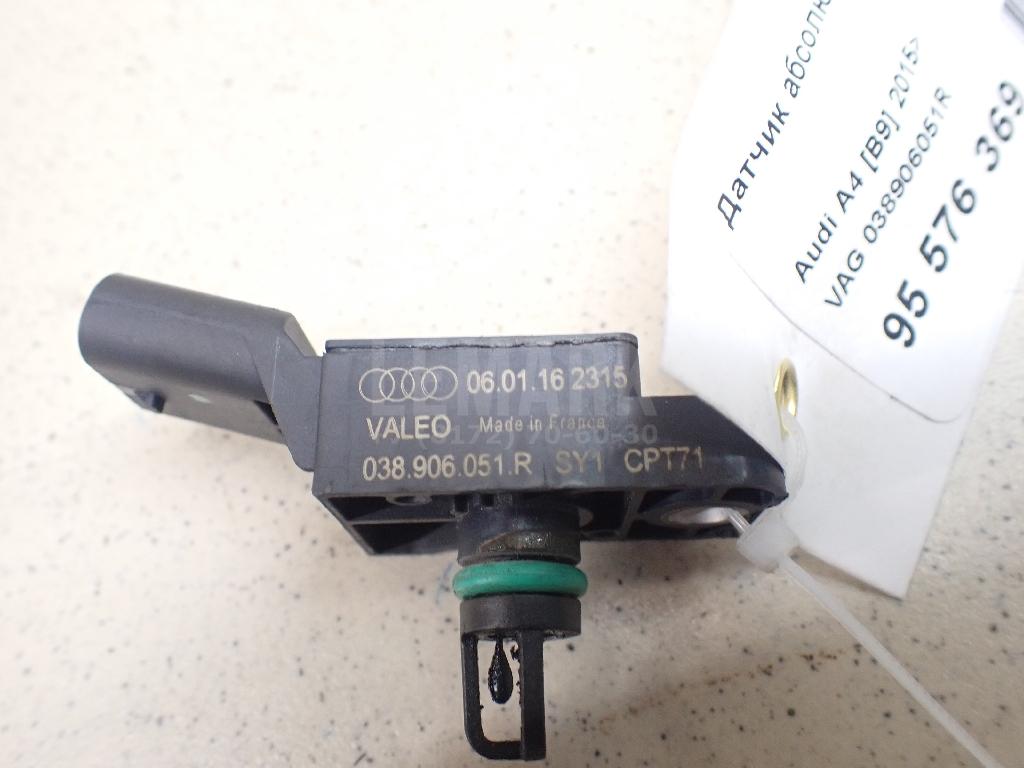 06.01.16 2315
VALEO Made in France
038.906.051.R SY1 CPT71
Датчик
Audi A4 [B9] 2015>
VAG 038906051R
95 576 369